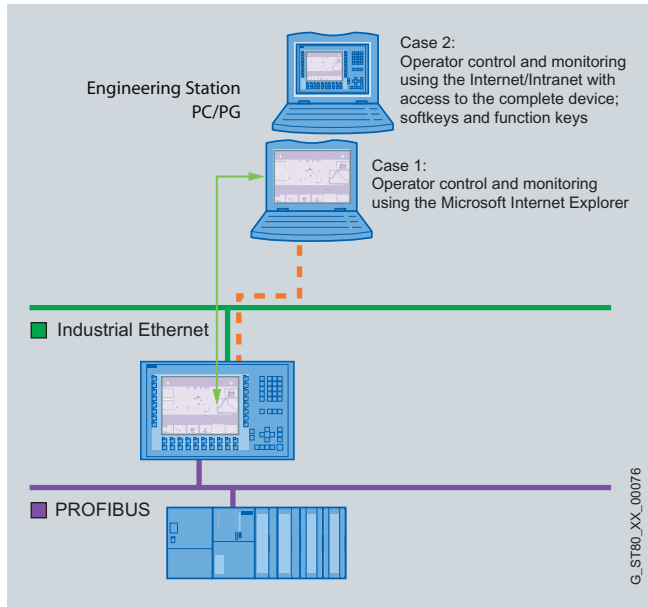 Engineering Station
PC/PG
Case 2:
Operator control and monitoring
using the Internet/Intranet with
access to the complete device;
softkeys and function keys
Case 1:
Operator control and monitoring
using the Microsoft Internet Explorer
Industrial Ethernet
PROFIBUS
G_ST80_XX_00076